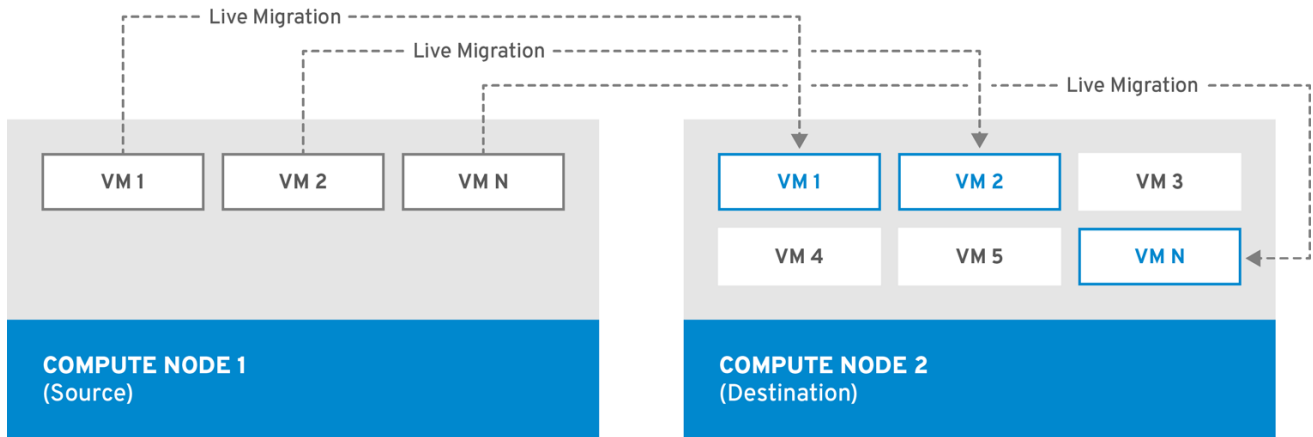 Live Migration
Live Migration
Live Migration
VM 1
VM 2
VM N
VM 1
VM 2
VM 3
VM 4
VM 5
VM N
COMPUTE NODE 1
(Source)
COMPUTE NODE 2
(Destination)